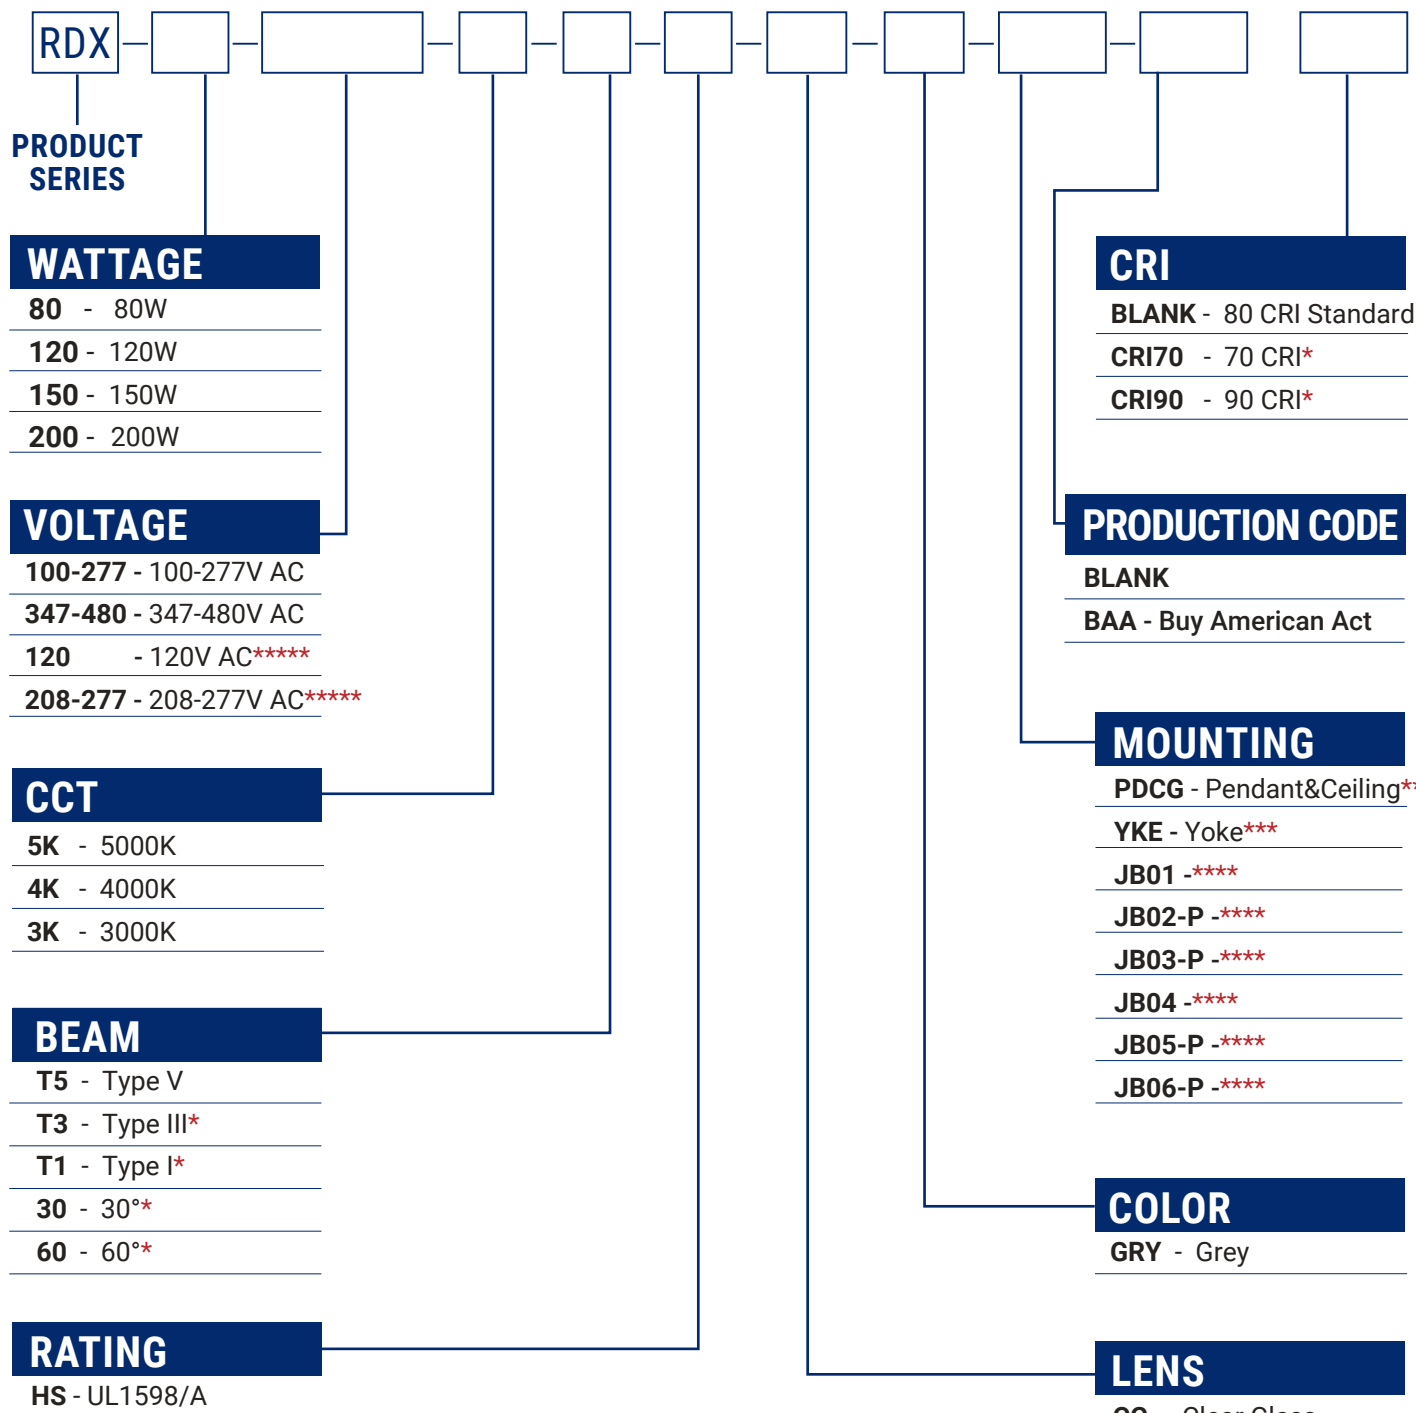 RDX
PRODUCT
SERIES
WATTAGE
80 - 80W
120 - 120W
150 - 150W
200 - 200W
VOLTAGE
100-277 - 100-277V AC
347-480 - 347-480V AC
120 - 120V AC*****
208-277 - 208-277V AC*****
CCT
5K - 5000K
4K - 4000K
3K - 3000K
BEAM
T5 - Type V
T3 - Type III*
T1 - Type I*
30 - 30°*
60 - 60°*
RATING
HS - UL1598/A
CRI
BLANK - 80 CRI Standard
CRI70 - 70 CRI*
CRI90 - 90 CRI*
PRODUCTION CODE
BLANK
BAA - Buy American Act
MOUNTING
PDCG - Pendant&Ceiling**
YKE - Yoke***
JB01 -****
JB02-P -****
JB03-P -****
JB04 -****
JB05-P -****
JB06-P -****
COLOR
GRY - Grey
LENS
Clear Glass